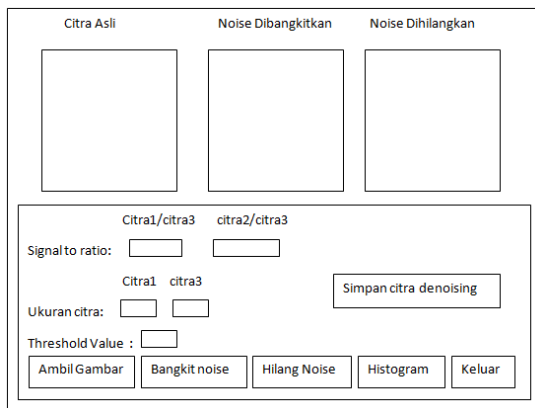 Citra Asli Noise Dibangkitkan Noise Dihilangkan
Citra1/citra3 citra2/citra3
Signal to ratio:
Citra1 citra3
Simpan citra denoising
Ukuran citra:
Threshold Value :
Ambil Gambar Bangkit noise Hilang Noise Histogram Keluar